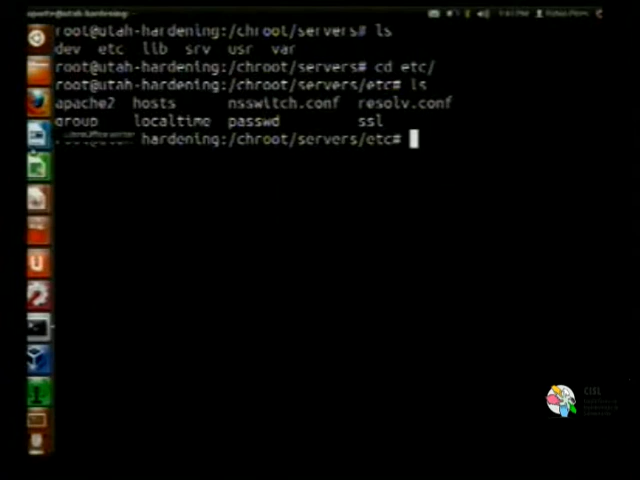 root@utah-hardening:/chroot/servers# ls
dev etc lib srv usr var
root@utah-hardening:/chroot/servers# cd etc/
root@utah-hardening:/chroot/servers/etc# ls
apache2 hosts nsswitch.conf resolv.conf
group localtime passwd ssl
hardening:/chroot/servers/etc#
CISL